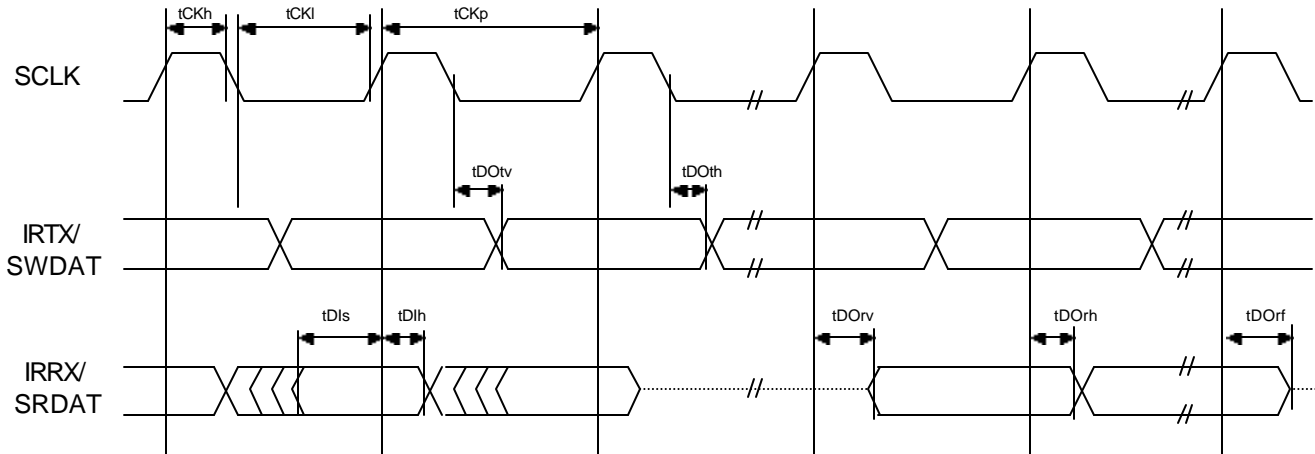 tCKh tCKl tCKp
SCLK
tDOtv tDOth
IRTX/
SWDAT
tDIs tDIh tDOrv tDOrh tDOrf
IRRX/
SRDAT